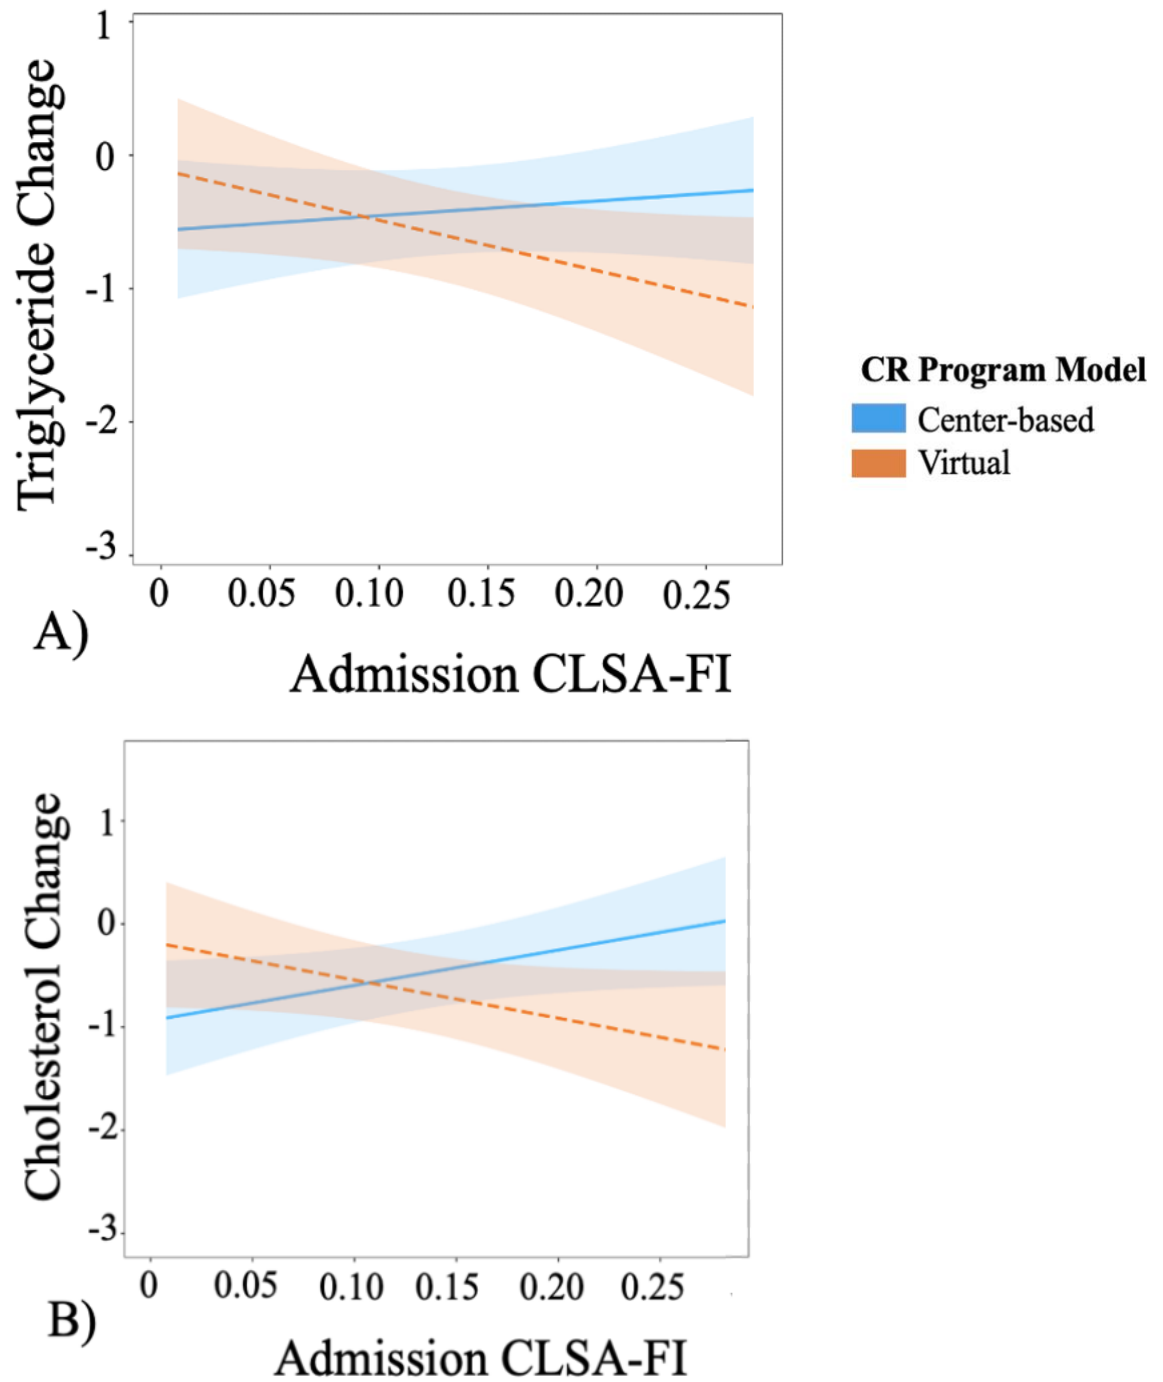 Triglyceride Change
1
0
-1
-2
-3
0 0.05 0.10 0.15 0.20 0.25
A)
Admission CLSA-FI
CR Program Model
Center-based
Virtual
Cholesterol Change
1
0
-1
-2
-3
0 0.05 0.10 0.15 0.20 0.25
B)
Admission CLSA-FI